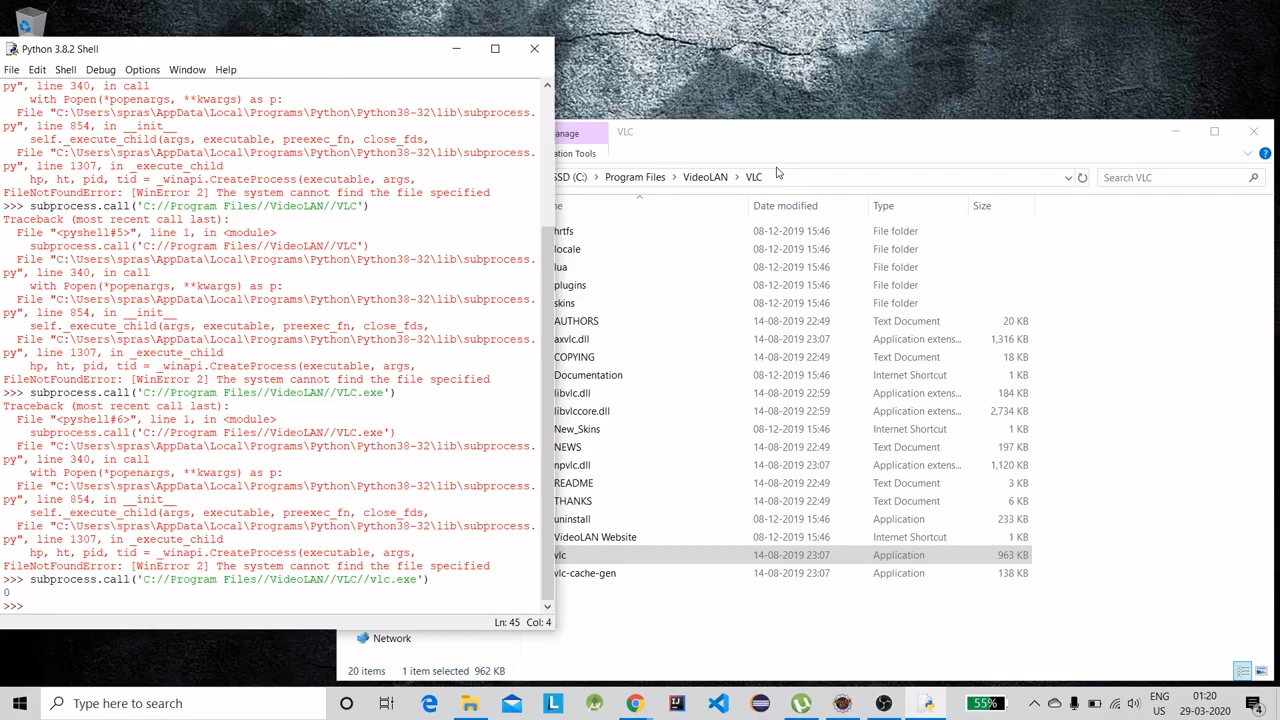 Python 3.8.2 Shell
File Edit Shell Debug Options Window Help
py", line 340, in call
with Popen(*popenargs, **kwargs) as p:
File "C:\Users\spras\AppData\Local\Programs\Python\Python38-32\lib\subprocess.
py", line 854, in __init__
self._execute_child(args, executable, preexec_fn, close_fds,
File "C:\Users\spras\AppData\Local\Programs\Python\Python38-32\lib\subprocess.
py", line 1307, in _execute_child
hp, ht, pid, tid = _winapi.CreateProcess(executable, args,
FileNotFoundError: [WinError 2] The system cannot find the file specified
>>> subprocess.call('C://Program Files//VideoLAN//VLC')
Traceback (most recent call last):
File "<pyshell#5>", line 1, in <module>
subprocess.call('C://Program Files//VideoLAN//VLC')
File "C:\Users\spras\AppData\Local\Programs\Python\Python38-32\lib\subprocess.
py", line 340, in call
with Popen(*popenargs, **kwargs) as p:
File "C:\Users\spras\AppData\Local\Programs\Python\Python38-32\lib\subprocess.
py", line 854, in __init__
self._execute_child(args, executable, preexec_fn, close_fds,
File "C:\Users\spras\AppData\Local\Programs\Python\Python38-32\lib\subprocess.
py", line 1307, in _execute_child
hp, ht, pid, tid = _winapi.CreateProcess(executable, args,
FileNotFoundError: [WinError 2] The system cannot find the file specified
>>> subprocess.call('C://Program Files//VideoLAN//VLC.exe')
Traceback (most recent call last):
File "<pyshell#6>", line 1, in <module>
subprocess.call('C://Program Files//VideoLAN//VLC.exe')
File "C:\Users\spras\AppData\Local\Programs\Python\Python38-32\lib\subprocess.
py", line 340, in call
with Popen(*popenargs, **kwargs) as p:
File "C:\Users\spras\AppData\Local\Programs\Python\Python38-32\lib\subprocess.
py", line 854, in __init__
self._execute_child(args, executable, preexec_fn, close_fds,
File "C:\Users\spras\AppData\Local\Programs\Python\Python38-32\lib\subprocess.
py", line 1307, in _execute_child
hp, ht, pid, tid = _winapi.CreateProcess(executable, args,
FileNotFoundError: [WinError 2] The system cannot find the file specified
>>> subprocess.call('C://Program Files//VideoLAN//VLC//vlc.exe')
0
>>>
Ln: 45 Col: 4
anage VLC
ation Tools
SSD (C:) > Program Files > VideoLAN > VLC Search VLC
ne Date modified Type Size
hrtfs 08-12-2019 15:46 File folder
locale 08-12-2019 15:46 File folder
lua 08-12-2019 15:46 File folder
plugins 08-12-2019 15:46 File folder
skins 08-12-2019 15:46 File folder
AUTHORS 14-08-2019 22:49 Text Document 20 KB
axvlc.dll 14-08-2019 23:07 Application extens... 1,316 KB
COPYING 14-08-2019 22:49 Text Document 18 KB
Documentation 08-12-2019 15:46 Internet Shortcut 1 KB
libvlc.dll 14-08-2019 22:59 Application extens... 184 KB
libvlccore.dll 14-08-2019 22:59 Application extens... 2,734 KB
New_Skins 08-12-2019 15:46 Internet Shortcut 1 KB
NEWS 14-08-2019 22:49 Text Document 197 KB
npvlc.dll 14-08-2019 23:07 Application extens... 1,120 KB
README 14-08-2019 22:49 Text Document 3 KB
THANKS 14-08-2019 22:49 Text Document 6 KB
uninstall 08-12-2019 15:46 Application 233 KB
VideoLAN Website 08-12-2019 15:46 Internet Shortcut 1 KB
vlc 14-08-2019 23:07 Application 963 KB
vlc-cache-gen 14-08-2019 23:07 Application 138 KB
Network
20 items 1 item selected 962 KB
Type here to search
55%
ENG
US
01:20
29-03-2020
4